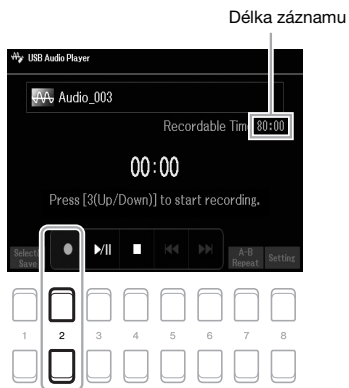 Délka záznamu
USB Audio Player
Audio_003
Recordable Time 80:00
00:00
Press [3(Up/Down)] to start recording.
Select/ Save
A-B Repeat
Setting
1 2 3 4 5 6 7 8